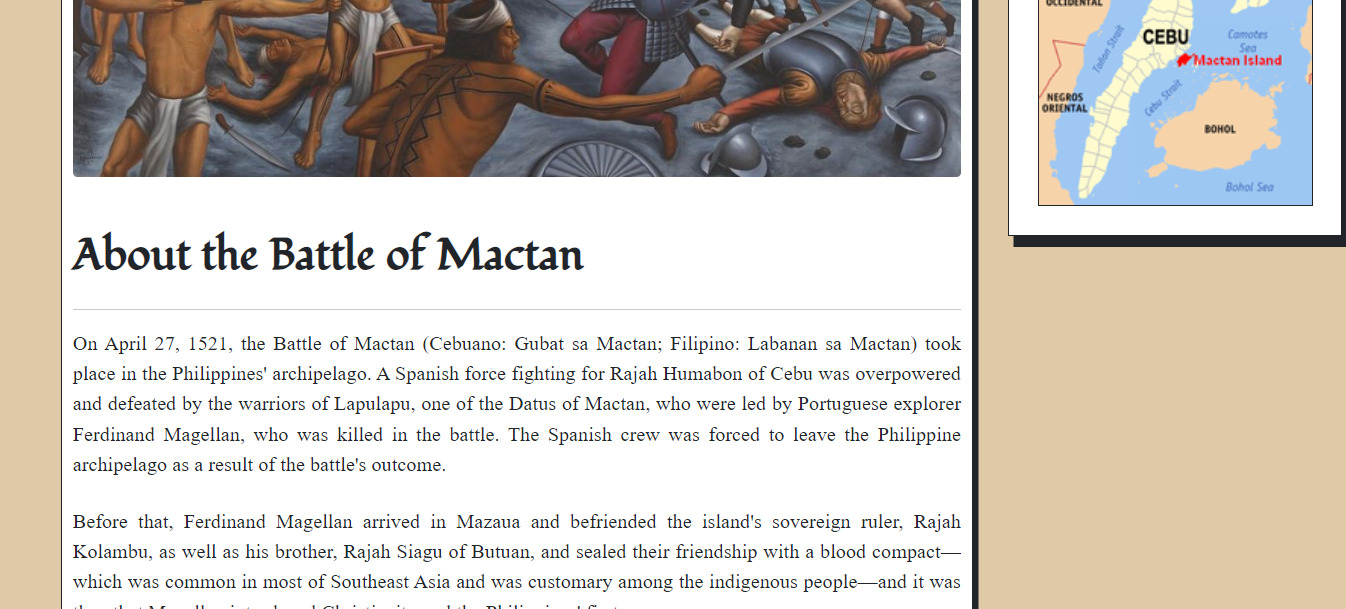 About the Battle of Mactan
On April 27, 1521, the Battle of Mactan (Cebuano: Gubat sa Mactan; Filipino: Labanan sa Mactan) took
place in the Philippines' archipelago. A Spanish force fighting for Rajah Humabon of Cebu was overpowered
and defeated by the warriors of Lapulapu, one of the Datus of Mactan, who were led by Portuguese explorer
Ferdinand Magellan, who was killed in the battle. The Spanish crew was forced to leave the Philippine
archipelago as a result of the battle's outcome.
Before that, Ferdinand Magellan arrived in Mazaua and befriended the island's sovereign ruler, Rajah
Kolambu, as well as his brother, Rajah Siagu of Butuan, and sealed their friendship with a blood compact—
which was common in most of Southeast Asia and was customary among the indigenous people—and it was
OCCIDENTAL
CEBU
Camotes
Sea
Tañon Strait
Mactan Island
Cebu Strait
NEGROS
ORIENTAL
BOHOL
Bohol Sea